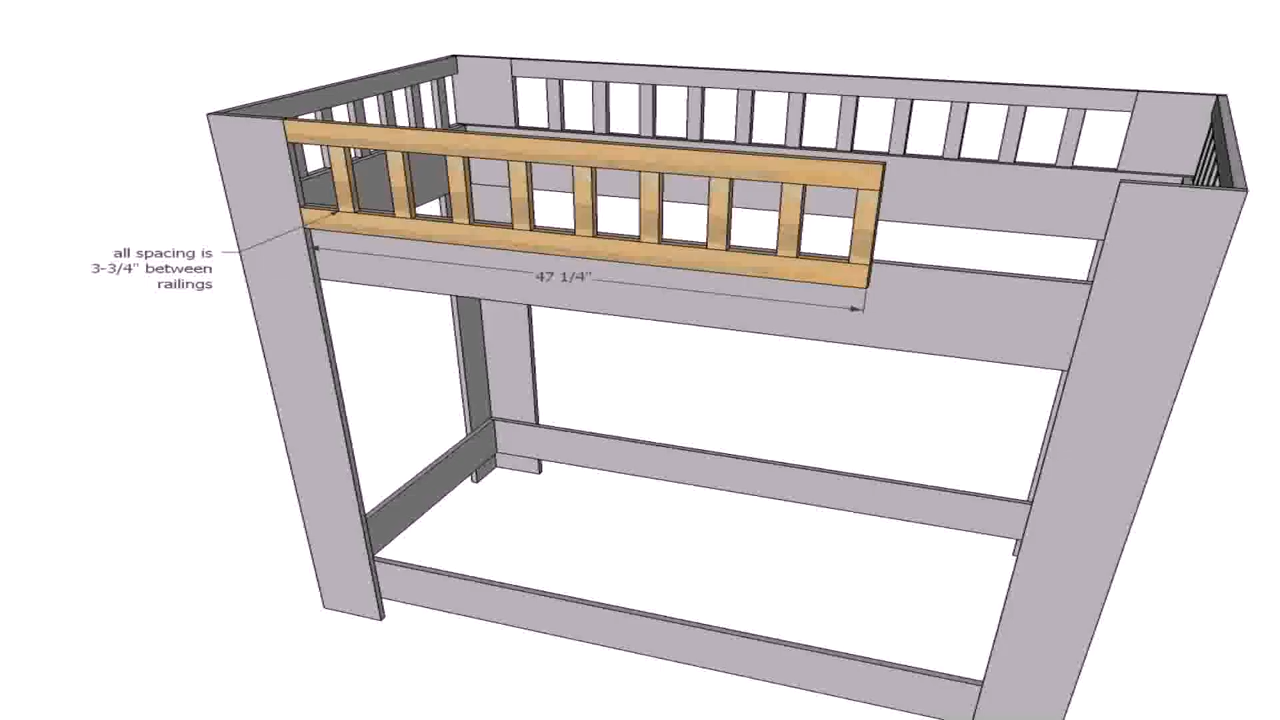 all spacing is
3-3/4" between
railings
47 1/4"